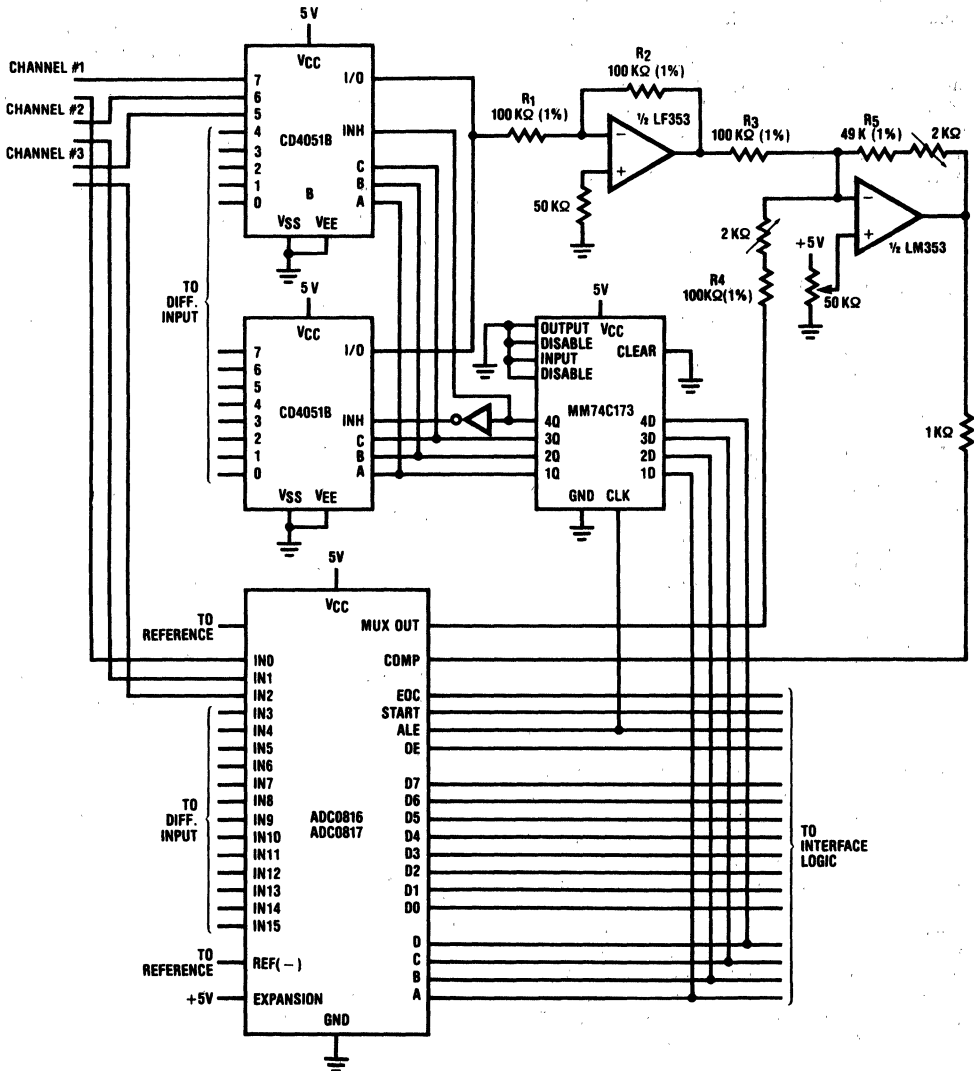 5 V
VCC
CHANNEL #1
CHANNEL #2
CHANNEL #3
7
6
5
4
3
2
1
0
I/O
INH
C
B
A
CD4051B
B
VSS VEE
TO
DIFF.
INPUT
R1
100 KΩ (1%)
R2
100 KΩ (1%)
½ LF353
−
+
50 KΩ
R3
100 KΩ (1%)
R5
49 K (1%)
2KΩ
−
+
½ LM353
2 KΩ
R4
100KΩ(1%)
+5V
50 KΩ
1 KΩ
5 V
VCC
7
6
5
4
3
2
1
0
I/O
INH
C
B
A
CD4051B
VSS VEE
5V
OUTPUT
DISABLE
INPUT
DISABLE
VCC
CLEAR
MM74C173
4Q
3Q
2Q
1Q
4D
3D
2D
1D
GND CLK
5V
VCC
TO
REFERENCE
MUX OUT
COMP
IN0
IN1
IN2
IN3
IN4
IN5
IN6
IN7
IN8
IN9
IN10
IN11
IN12
IN13
IN14
IN15
TO
DIFF.
INPUT
ADC0816
ADC0817
EOC
START
ALE
OE
D7
D6
D5
D4
D3
D2
D1
D0
D
C
B
A
TO
INTERFACE
LOGIC
TO
REFERENCE
REF(−)
+5V
EXPANSION
GND